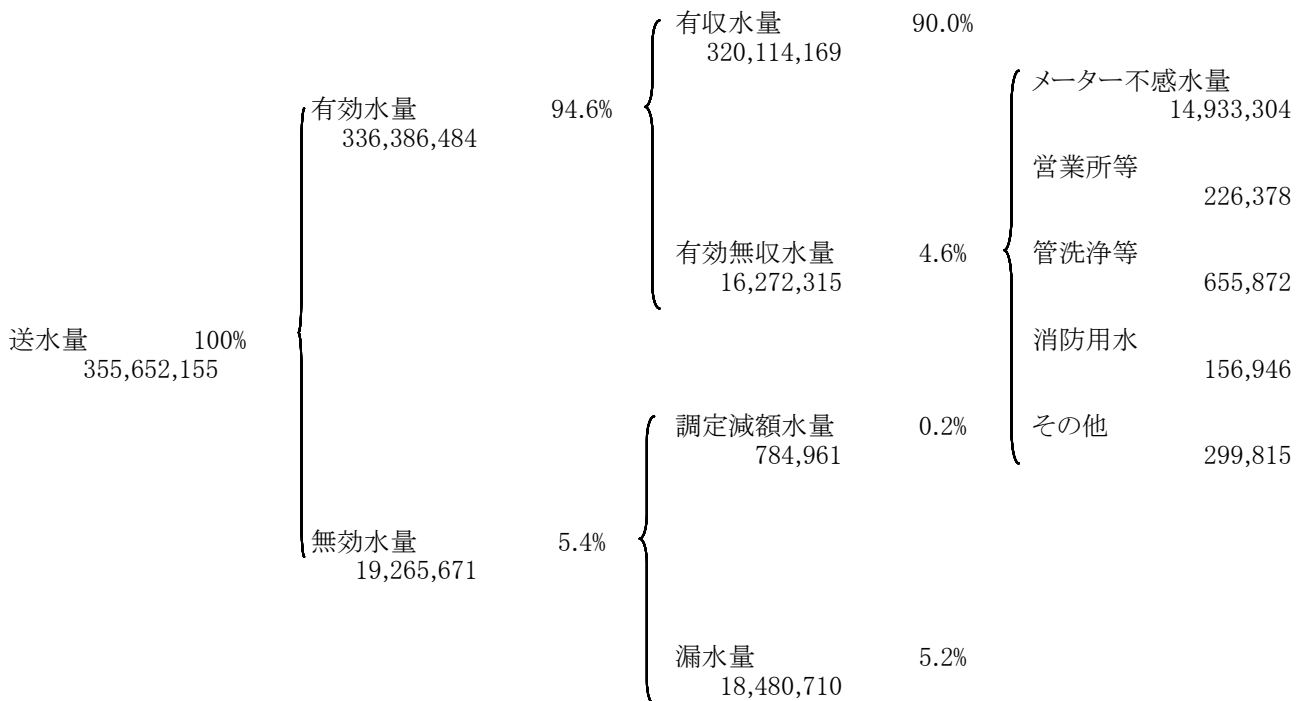 送水量 100%
355,652,155
有効水量 94.6%
336,386,484
有収水量 90.0%
320,114,169
有効無収水量 4.6%
16,272,315
メーター不感水量
14,933,304
営業所等
226,378
管洗浄等
655,872
消防用水
156,946
その他
299,815
無効水量 5.4%
19,265,671
調定減額水量 0.2%
784,961
漏水量 5.2%
18,480,710